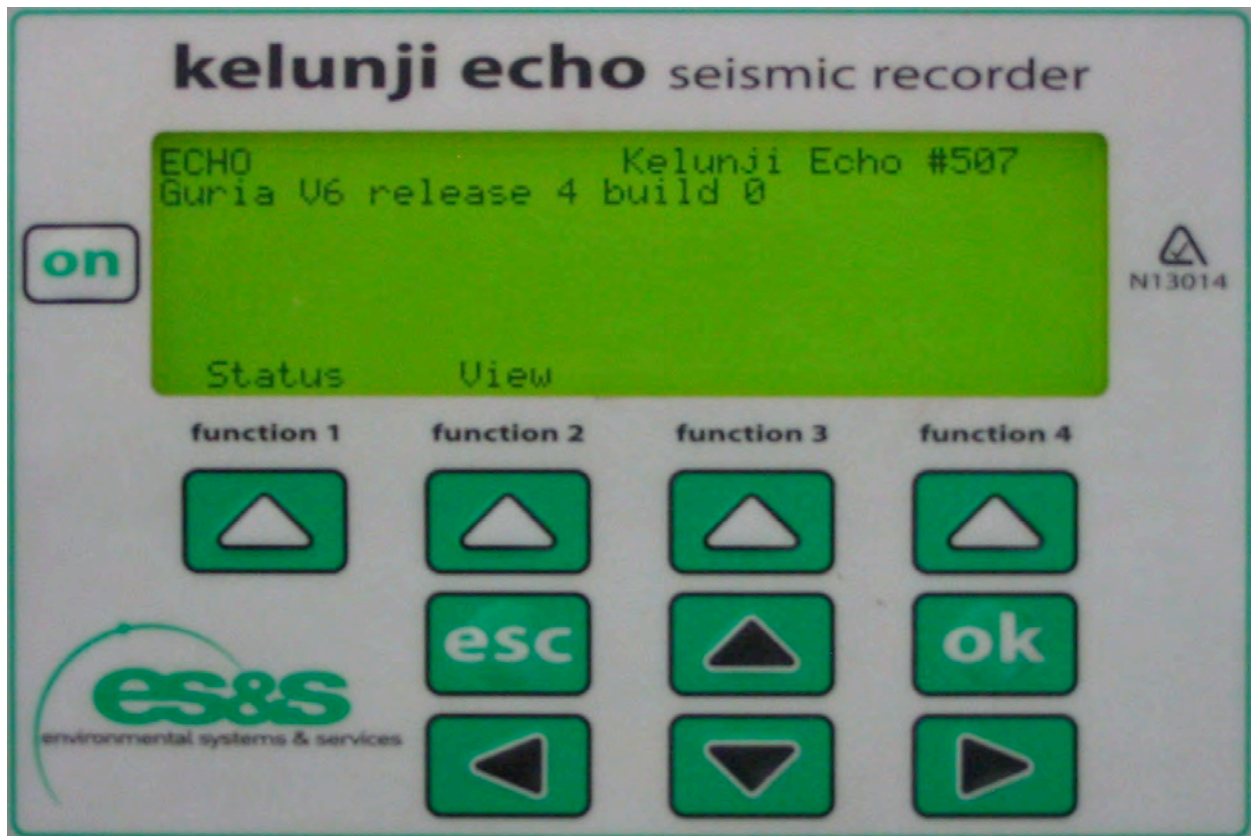 kelunji echo seismic recorder
ECHO Kelunji Echo #507
Guria V6 release 4 build 0
on
N13014
Status View
function 1 function 2 function 3 function 4
esc ok
es&s
environmental systems & services